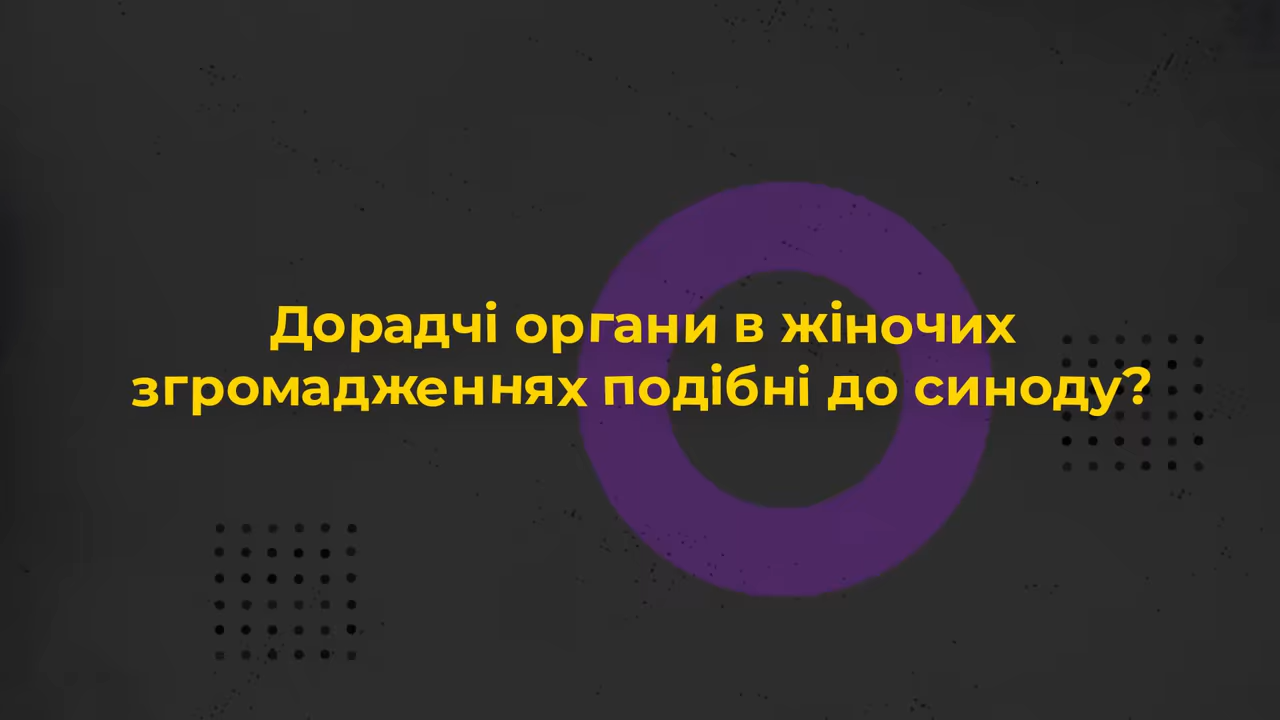 Дорадчі органи в жіночих
згромадженнях подібні до синоду?